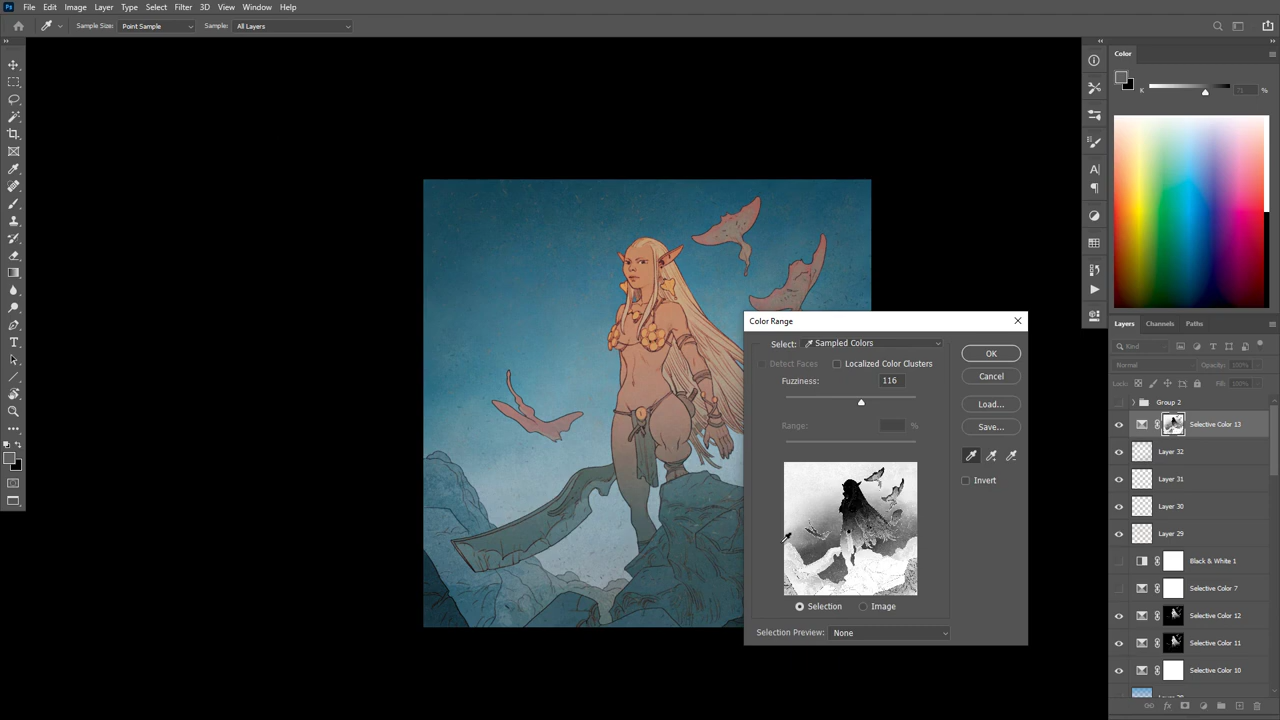 Ps File Edit Image Layer Type Select Filter 3D View Window Help
Sample Size: Point Sample Sample: All Layers
Color
K 71 %
Color Range
Select: Sampled Colors
Detect Faces Localized Color Clusters
Fuzziness: 116
Range: %
OK
Cancel
Load...
Save...
Invert
Selection Image
Selection Preview: None
Layers Channels Paths
Kind
Normal Opacity: 100%
Lock: Fill: 100%
Group 2
Selective Color 13
Layer 32
Layer 31
Layer 30
Layer 29
Black & White 1
Selective Color 7
Selective Color 12
Selective Color 11
Selective Color 10